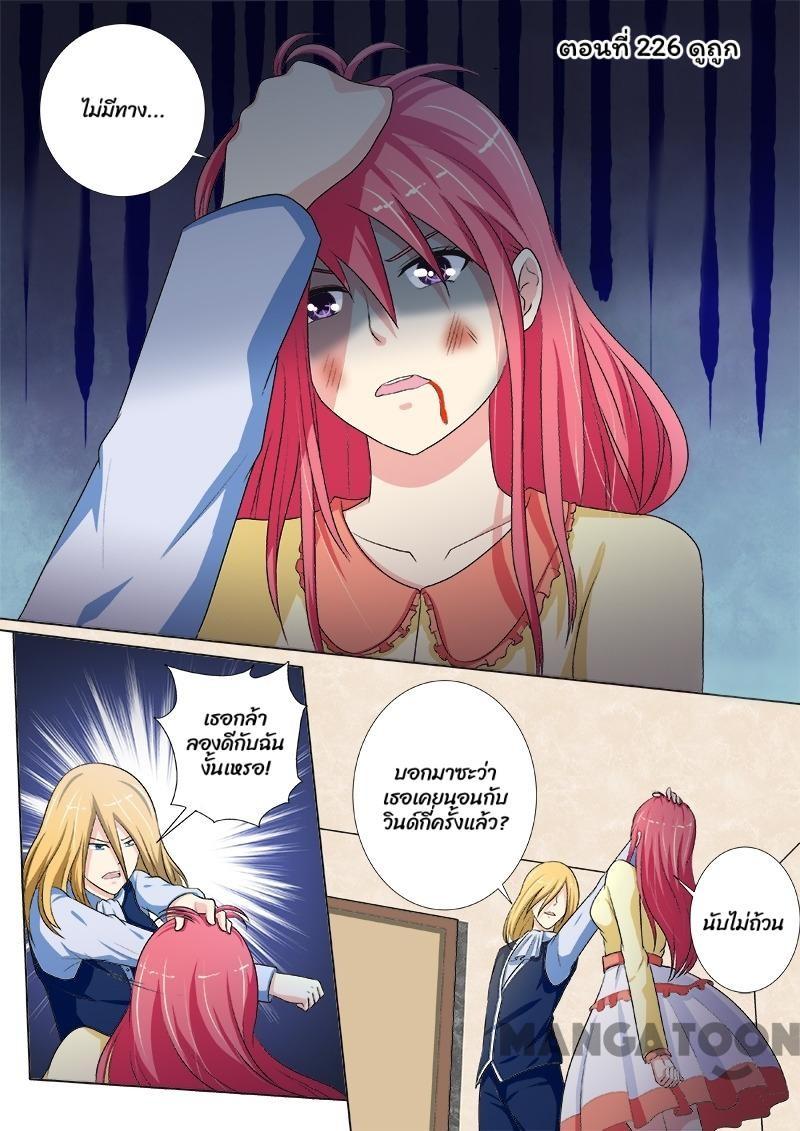 ตอนที่ 226 ดูถูก
ไม่มีทาง...
เธอกล้า
ลองดีกับฉัน
งั้นเหรอ!
บอกมาซะว่า
เธอเคยนอนกับ
วินด์กี่ครั้งแล้ว?
นับไม่ถ้วน
MANGATOON